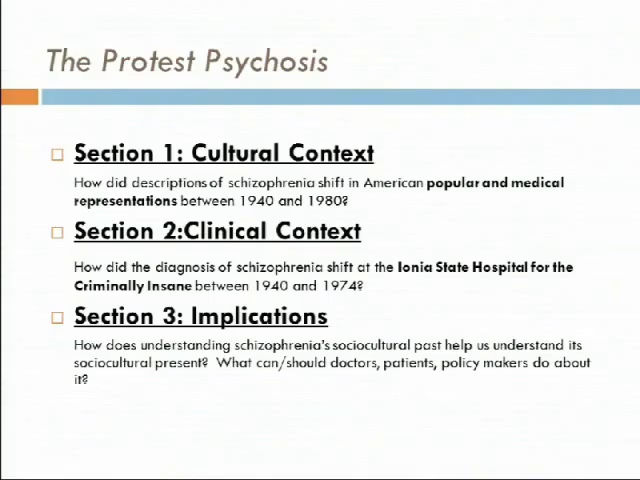 The Protest Psychosis
Section 1: Cultural Context
How did descriptions of schizophrenia shift in American popular and medical
representations between 1940 and 1980?
Section 2:Clinical Context
How did the diagnosis of schizophrenia shift at the Ionia State Hospital for the
Criminally Insane between 1940 and 1974?
Section 3: Implications
How does understanding schizophrenia's sociocultural past help us understand its
sociocultural present? What can/should doctors, patients, policy makers do about
it?